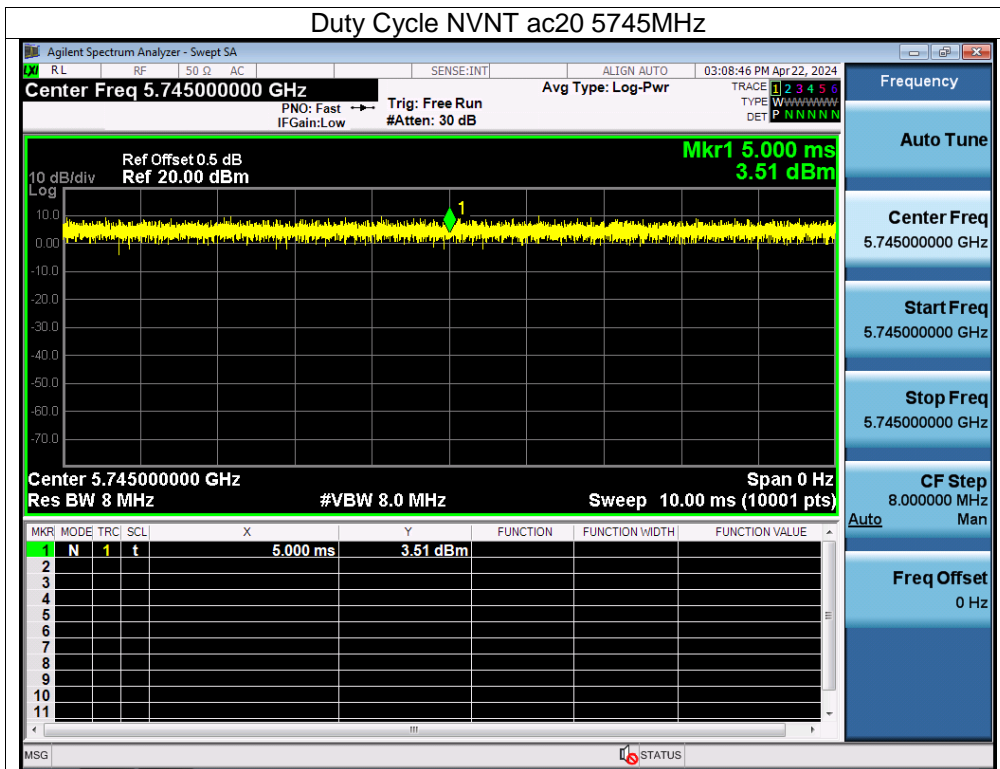 Duty Cycle NVNT ac20 5745MHz
Agilent Spectrum Analyzer - Swept SA
LXI RL RF 50 Ω AC SENSE:INT ALIGN AUTO 03:08:46 PM Apr 22, 2024
Center Freq 5.745000000 GHz
PNO: Fast
IFGain:Low
Trig: Free Run
#Atten: 30 dB
Avg Type: Log-Pwr
TRACE 1 2 3 4 5 6
TYPE WWWWWW
DET P N N N N N
Mkr1 5.000 ms
3.51 dBm
Ref Offset 0.5 dB
10 dB/div Ref 20.00 dBm
Log
10.0
0.00
-10.0
-20.0
-30.0
-40.0
-50.0
-60.0
-70.0
1
Center 5.745000000 GHz Span 0 Hz
Res BW 8 MHz #VBW 8.0 MHz Sweep 10.00 ms (10001 pts)
MKR MODE TRC SCL X Y FUNCTION FUNCTION WIDTH FUNCTION VALUE
1 N 1 t 5.000 ms 3.51 dBm
2
3
4
5
6
7
8
9
10
11
MSG STATUS
Frequency
Auto Tune
Center Freq
5.745000000 GHz
Start Freq
5.745000000 GHz
Stop Freq
5.745000000 GHz
CF Step
8.000000 MHz
Auto Man
Freq Offset
0 Hz